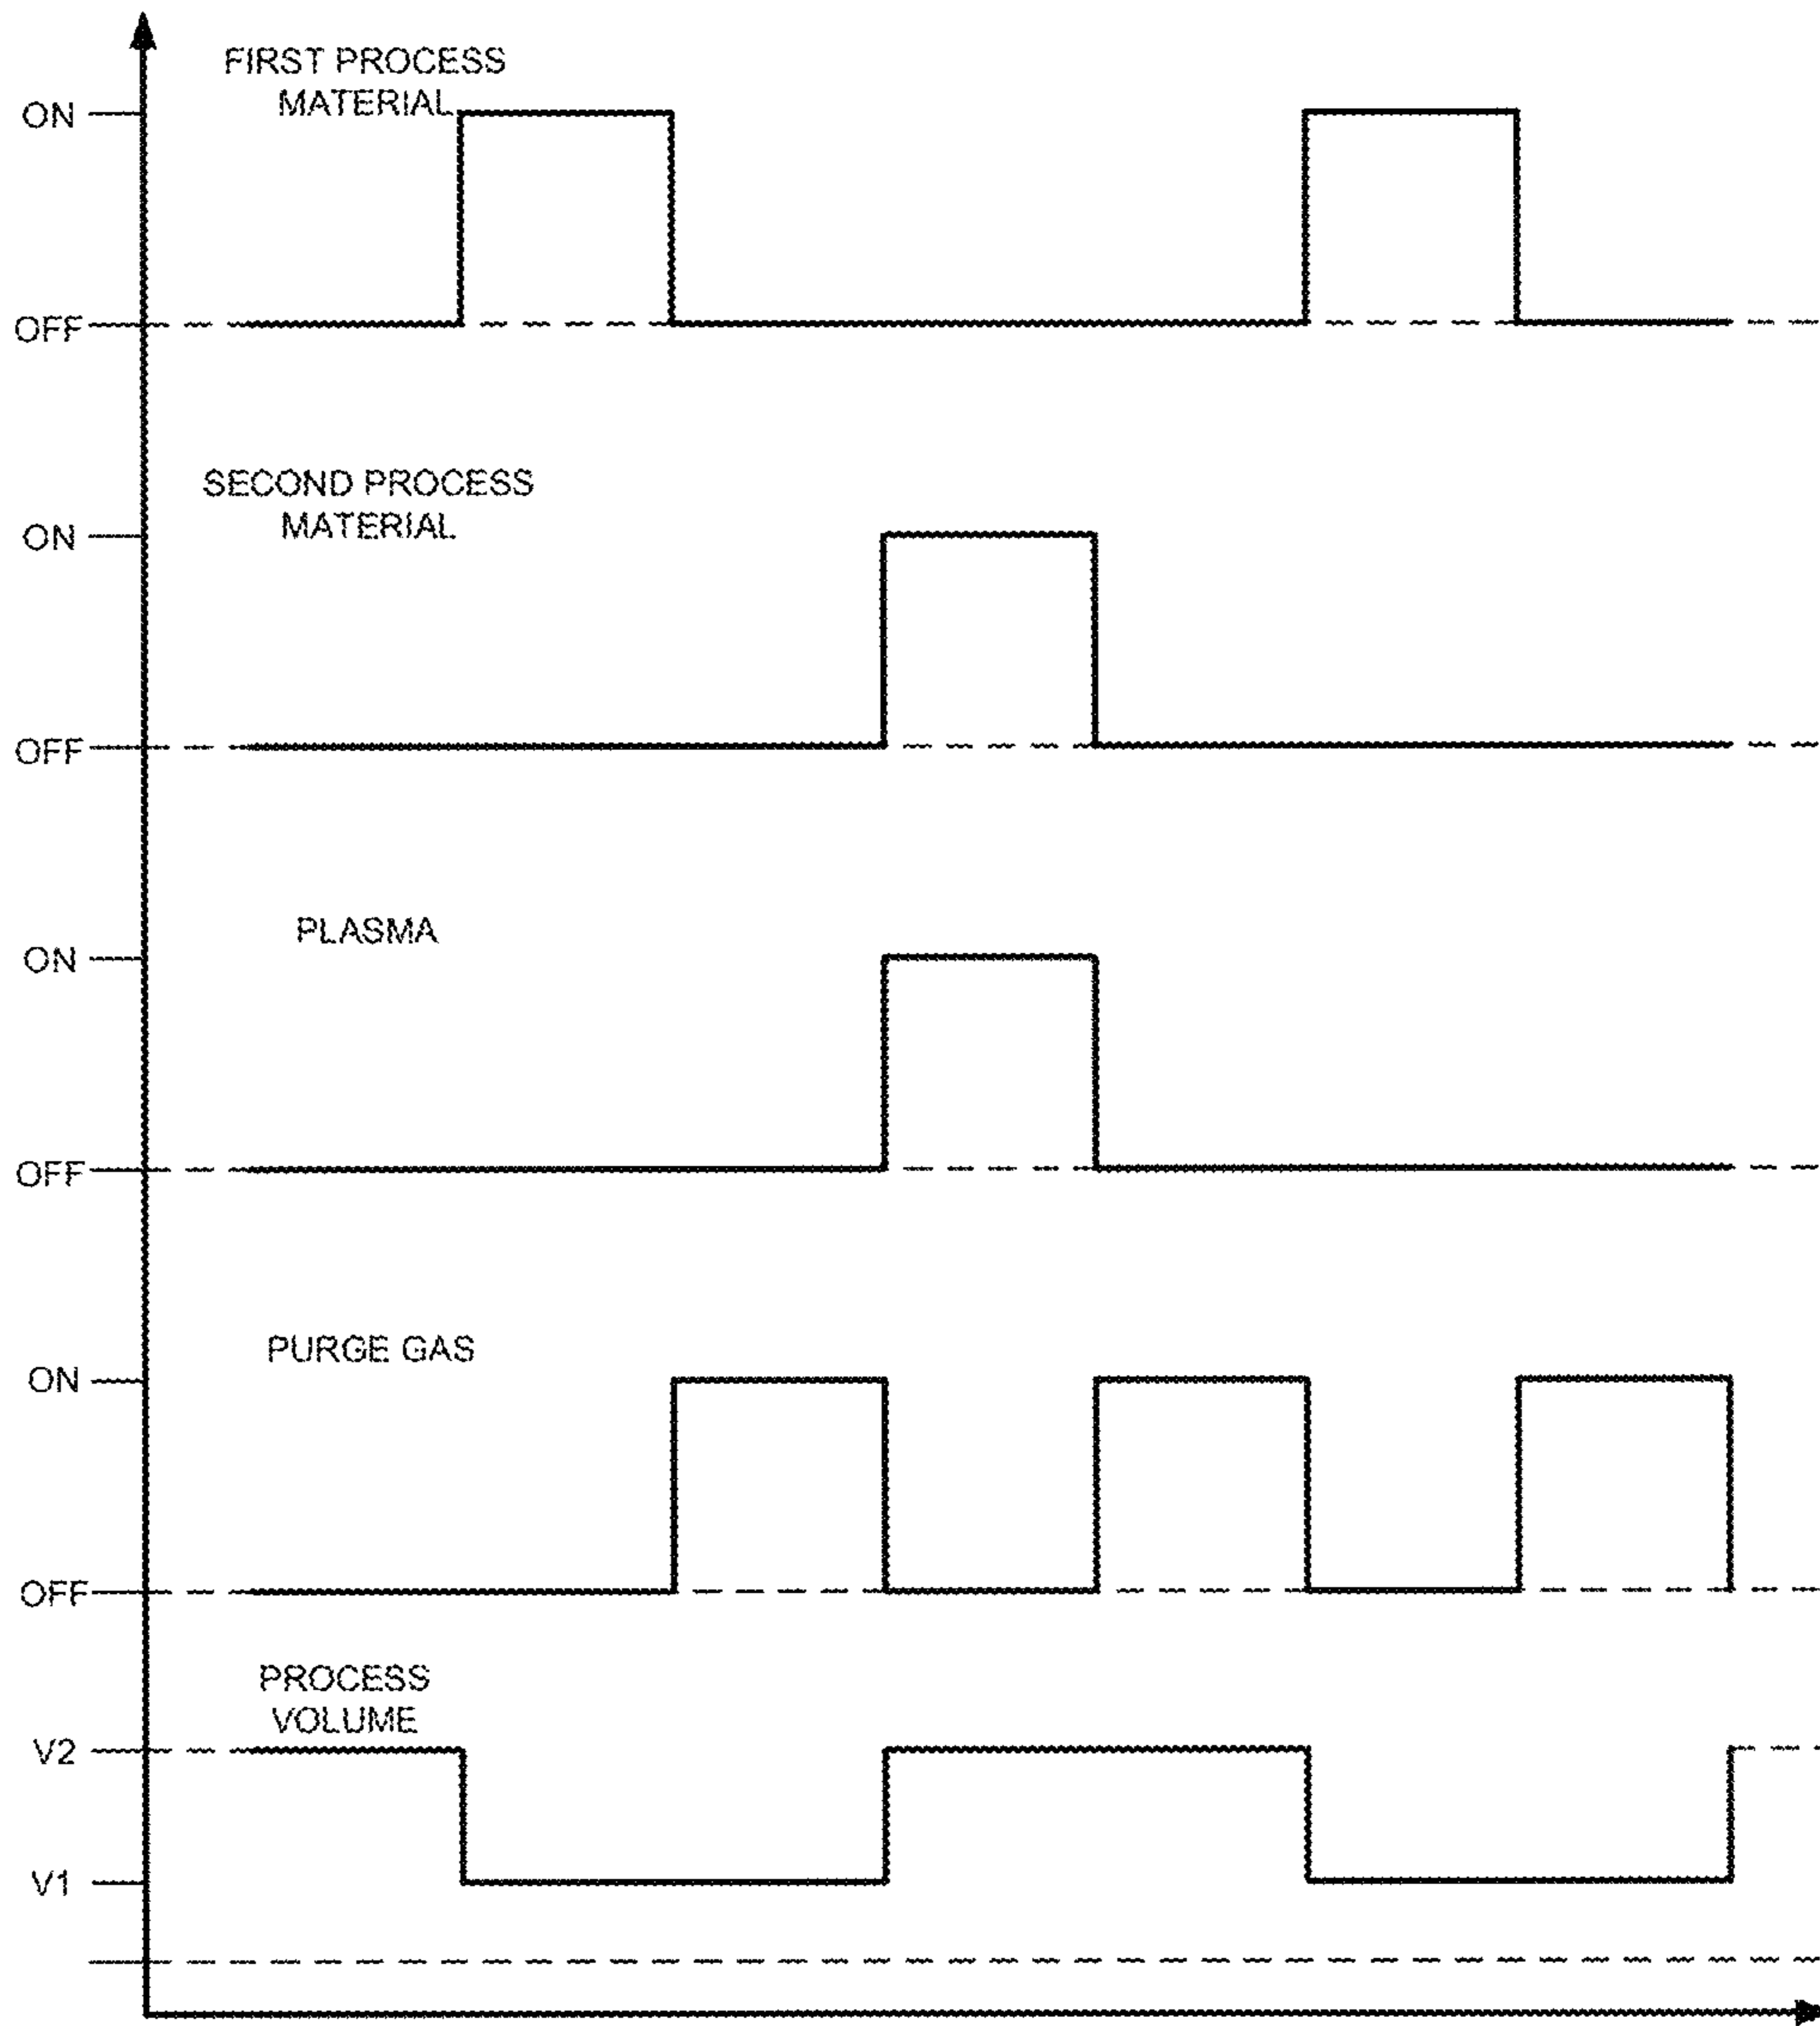 FIRST PROCESS
MATERIAL
ON
OFF
SECOND PROCESS
MATERIAL
ON
OFF
PLASMA
ON
OFF
PURGE GAS
ON
OFF
PROCESS
VOLUME
V2
V1